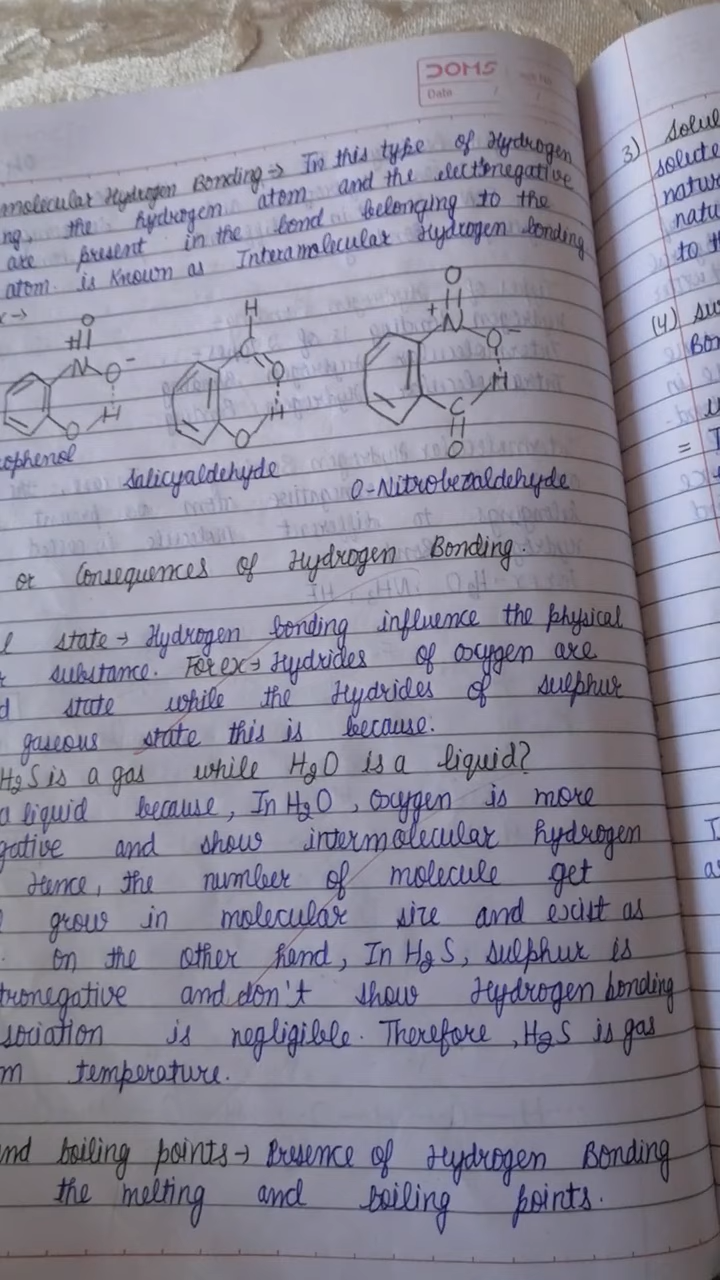 DOMS
Date / /
molecular Hydrogen Bonding → In this type of Hydrogen
ng, the hydrogen atom and the electronegative
are present in the bond belonging to the
atom is Known as Interamolecular Hydrogen bonding
x →
O
+||
N O⁻
O H
ophenol
H
C
O
H
O
Salicyaldehyde
O
+ ||
N
O⁻
H
C
||
O
O-Nitrobezaldehyde
or Consequences of Hydrogen Bonding.
l state → Hydrogen bonding influence the physical
substance. For ex → Hydrides of oxygen are
d state while the Hydrides of sulphur
gaseous state this is because.
H2S is a gas while H2O is a liquid?
a liquid because, In H2O, Oxygen is more
gative and show intermolecular hydrogen
Hence, the number of molecule get
grow in molecular size and exist as
on the other hand, In H2S, sulphur is
tronegative and don't show Hydrogen bonding
sociation is negligible. Therefore, H2S is gas
m temperature.
nd boiling points → Presence of Hydrogen Bonding
the melting and boiling points.
3) Solu
solute
natur
natu
to th
(4) Su
Bon
= I